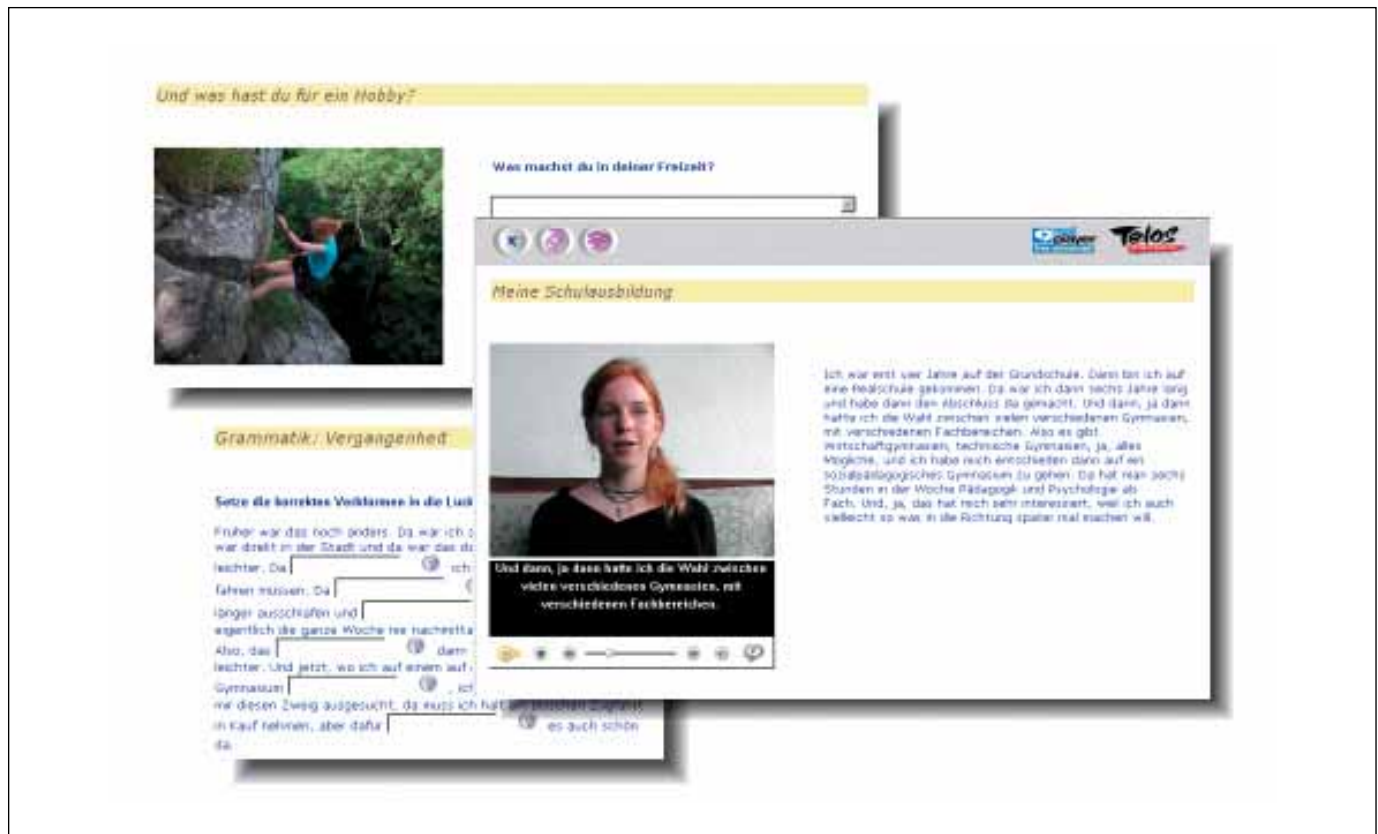 Und was hast du für ein Hobby?
Was machst du in deiner Freizeit?
player
Telos
Meine Schulausbildung
Ich war erst vier Jahre auf der Grundschule. Dann bin ich auf
eine Realschule gekommen. Da war ich dann sechs Jahre lang
und habe dann den Abschluss da gemacht. Und dann, ja dann
hatte ich die Wahl zwischen vielen verschiedenen Gymnasien,
mit verschiedenen Fachbereichen. Also es gibt
Wirtschaftgymnasien, technische Gymnasien, ja, alles
Mögliche, und ich habe mich entschieden dann auf ein
sozialpädagogisches Gymnasium zu gehen. Da hat man sechs
Stunden in der Woche Pädagogik und Psychologie als
Fach. Und, ja, das hat mich sehr interessiert, weil ich auch
vielleicht so was in die Richtung später mal machen will.
Und dann, ja dann hatte ich die Wahl zwischen
vielen verschiedenen Gymnasien, mit
verschiedenen Fachbereichen.
Grammatik: Vergangenheit
Setze die korrekten Verbformen in die Lück
Früher war das noch anders. Da war ich
war direkt in der Stadt und da war das
leichter. Da ich
fahren müssen. Da
länger ausschlafen und
eigentlich die ganze Woche nie nachmitta
Also, das dann
leichter. Und jetzt, wo ich auf einem auf
Gymnasium , ich
mir diesen Zweig ausgesucht, da muss ich halt
in Kauf nehmen, aber dafür es auch schön
da.